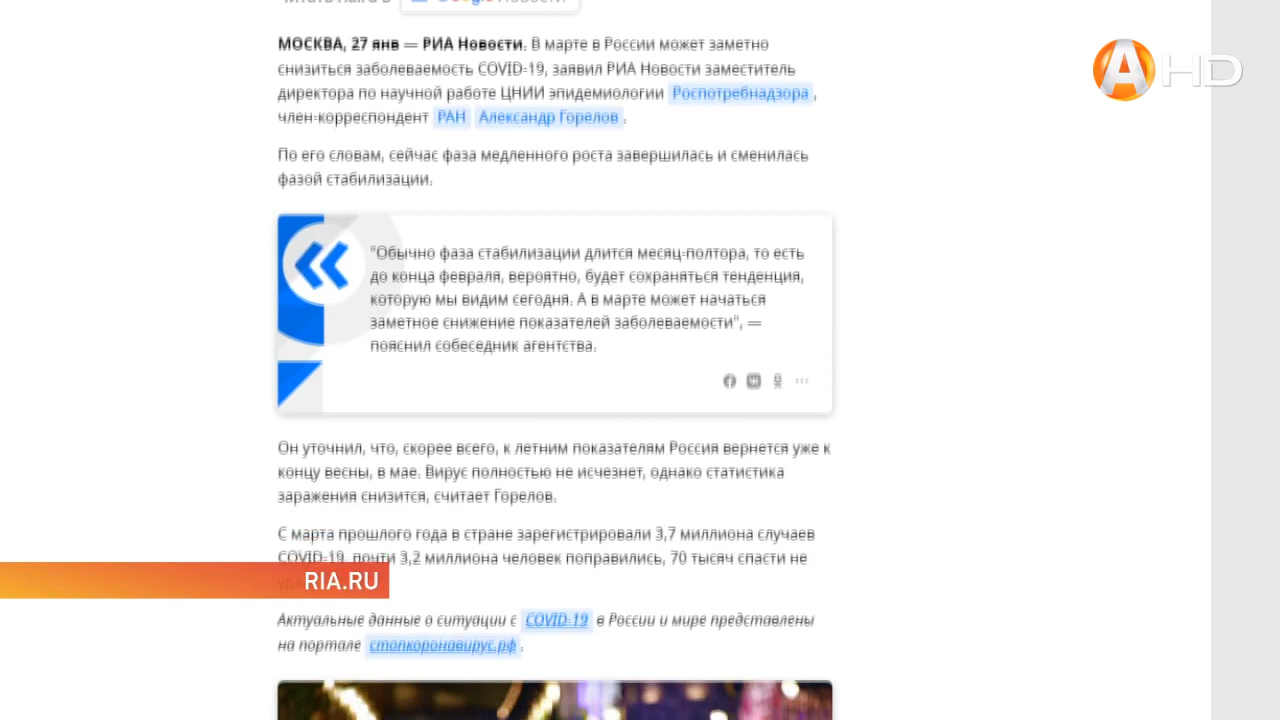 Читать ria.ru в Google Новости
МОСКВА, 27 янв — РИА Новости. В марте в России может заметно
снизиться заболеваемость COVID-19, заявил РИА Новости заместитель
директора по научной работе ЦНИИ эпидемиологии Роспотребнадзора,
член-корреспондент РАН Александр Горелов.
По его словам, сейчас фаза медленного роста завершилась и сменилась
фазой стабилизации.
"Обычно фаза стабилизации длится месяц-полтора, то есть
до конца февраля, вероятно, будет сохраняться тенденция,
которую мы видим сегодня. А в марте может начаться
заметное снижение показателей заболеваемости", —
пояснил собеседник агентства.
Он уточнил, что, скорее всего, к летним показателям Россия вернется уже к
концу весны, в мае. Вирус полностью не исчезнет, однако статистика
заражения снизится, считает Горелов.
С марта прошлого года в стране зарегистрировали 3,7 миллиона случаев
COVID-19, почти 3,2 миллиона человек поправились, 70 тысяч спасти не
RIA.RU
Актуальные данные о ситуации с COVID-19 в России и мире представлены
на портале стопкоронавирус.рф.
A HD